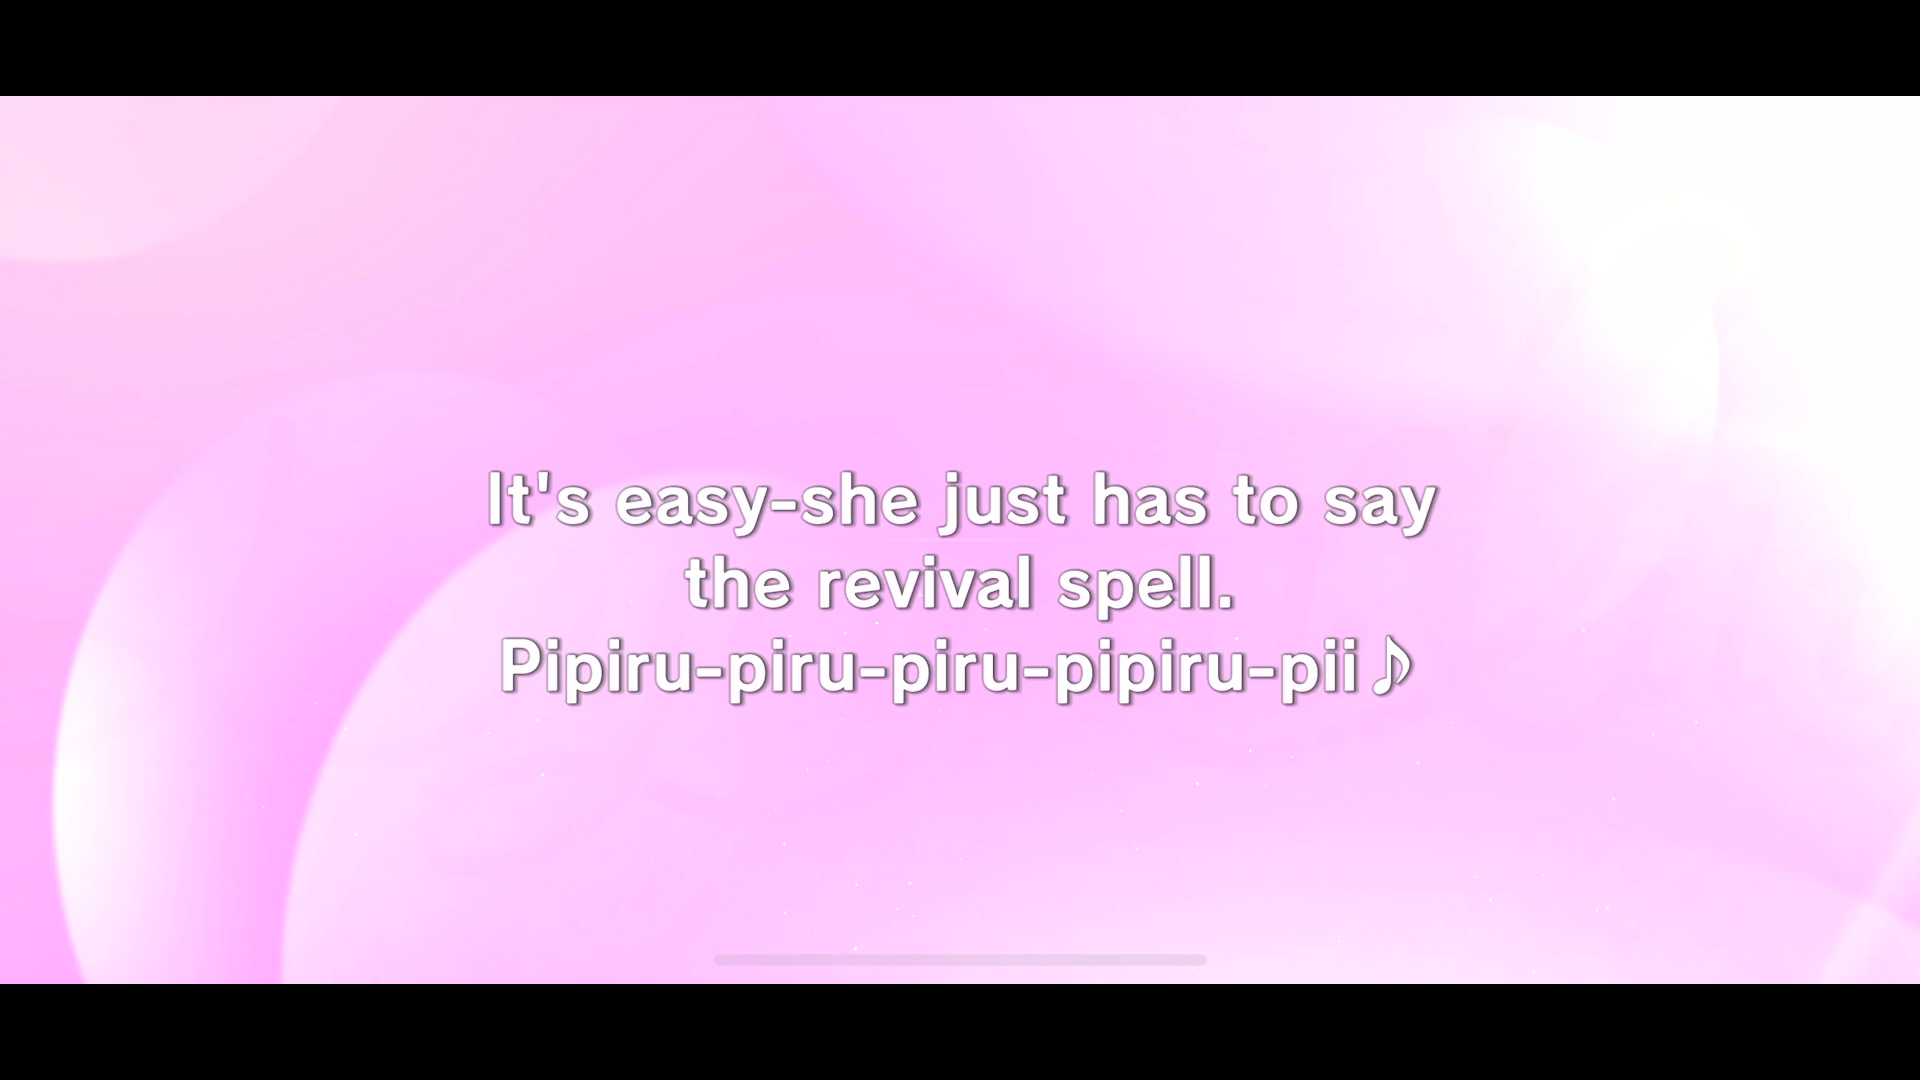 It's easy-she just has to say
the revival spell.
Pipiru-piru-piru-pipiru-pii♪